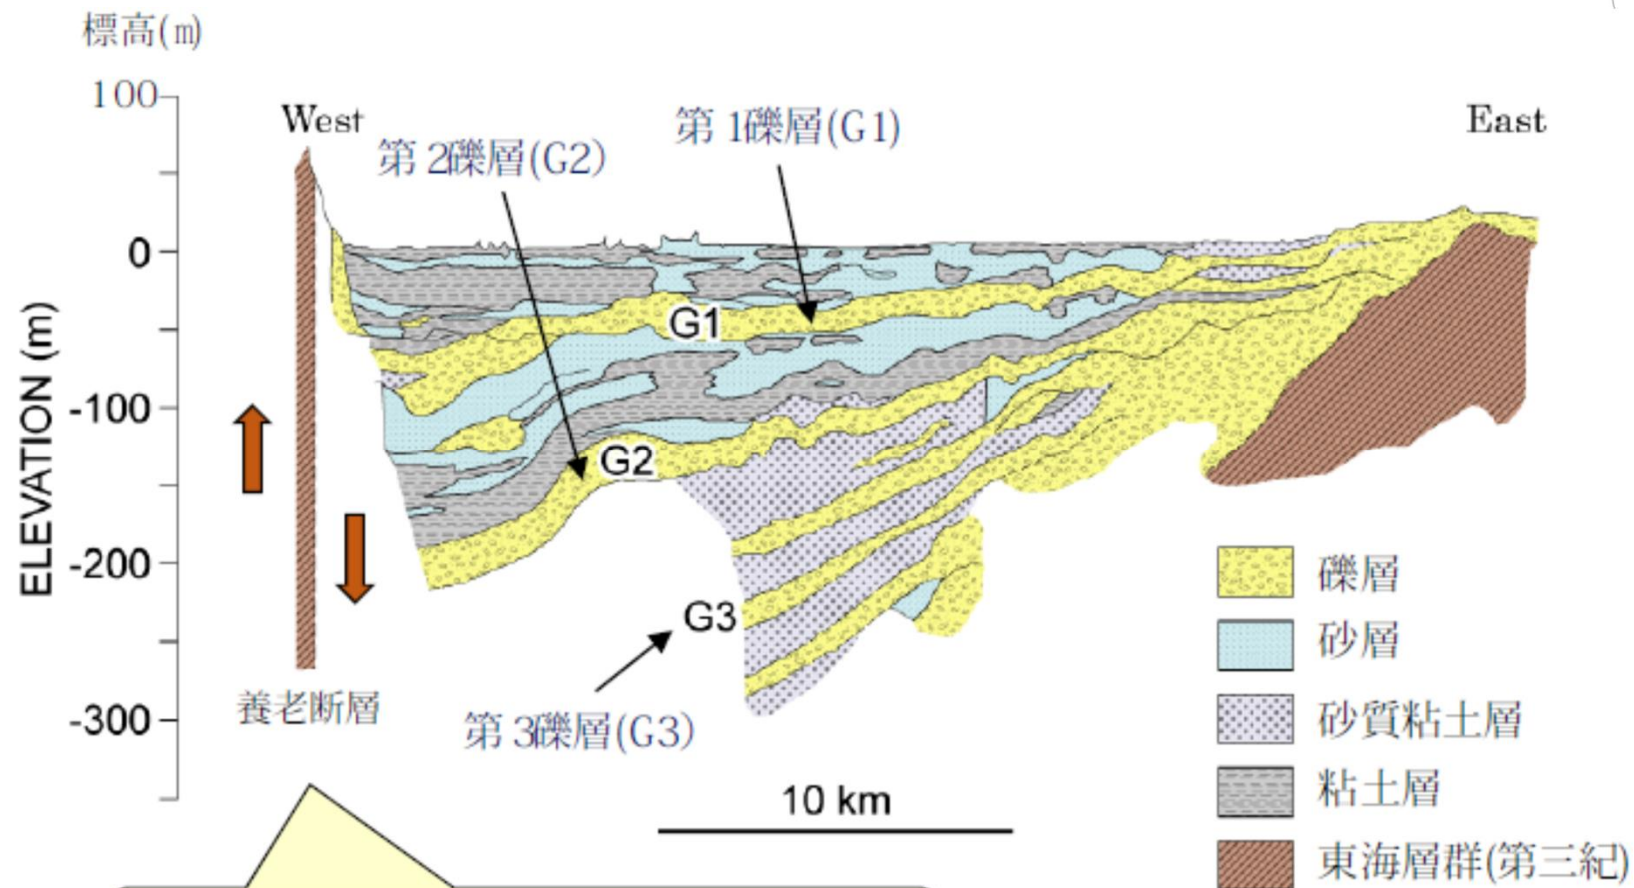 標高(m)
100
West
East
第2礫層(G2)
第1礫層(G1)
0
G1
ELEVATION (m)
-100
G2
-200
G3
-300
養老断層
第3礫層(G3)
10 km
礫層
砂層
砂質粘土層
粘土層
東海層群(第三紀)